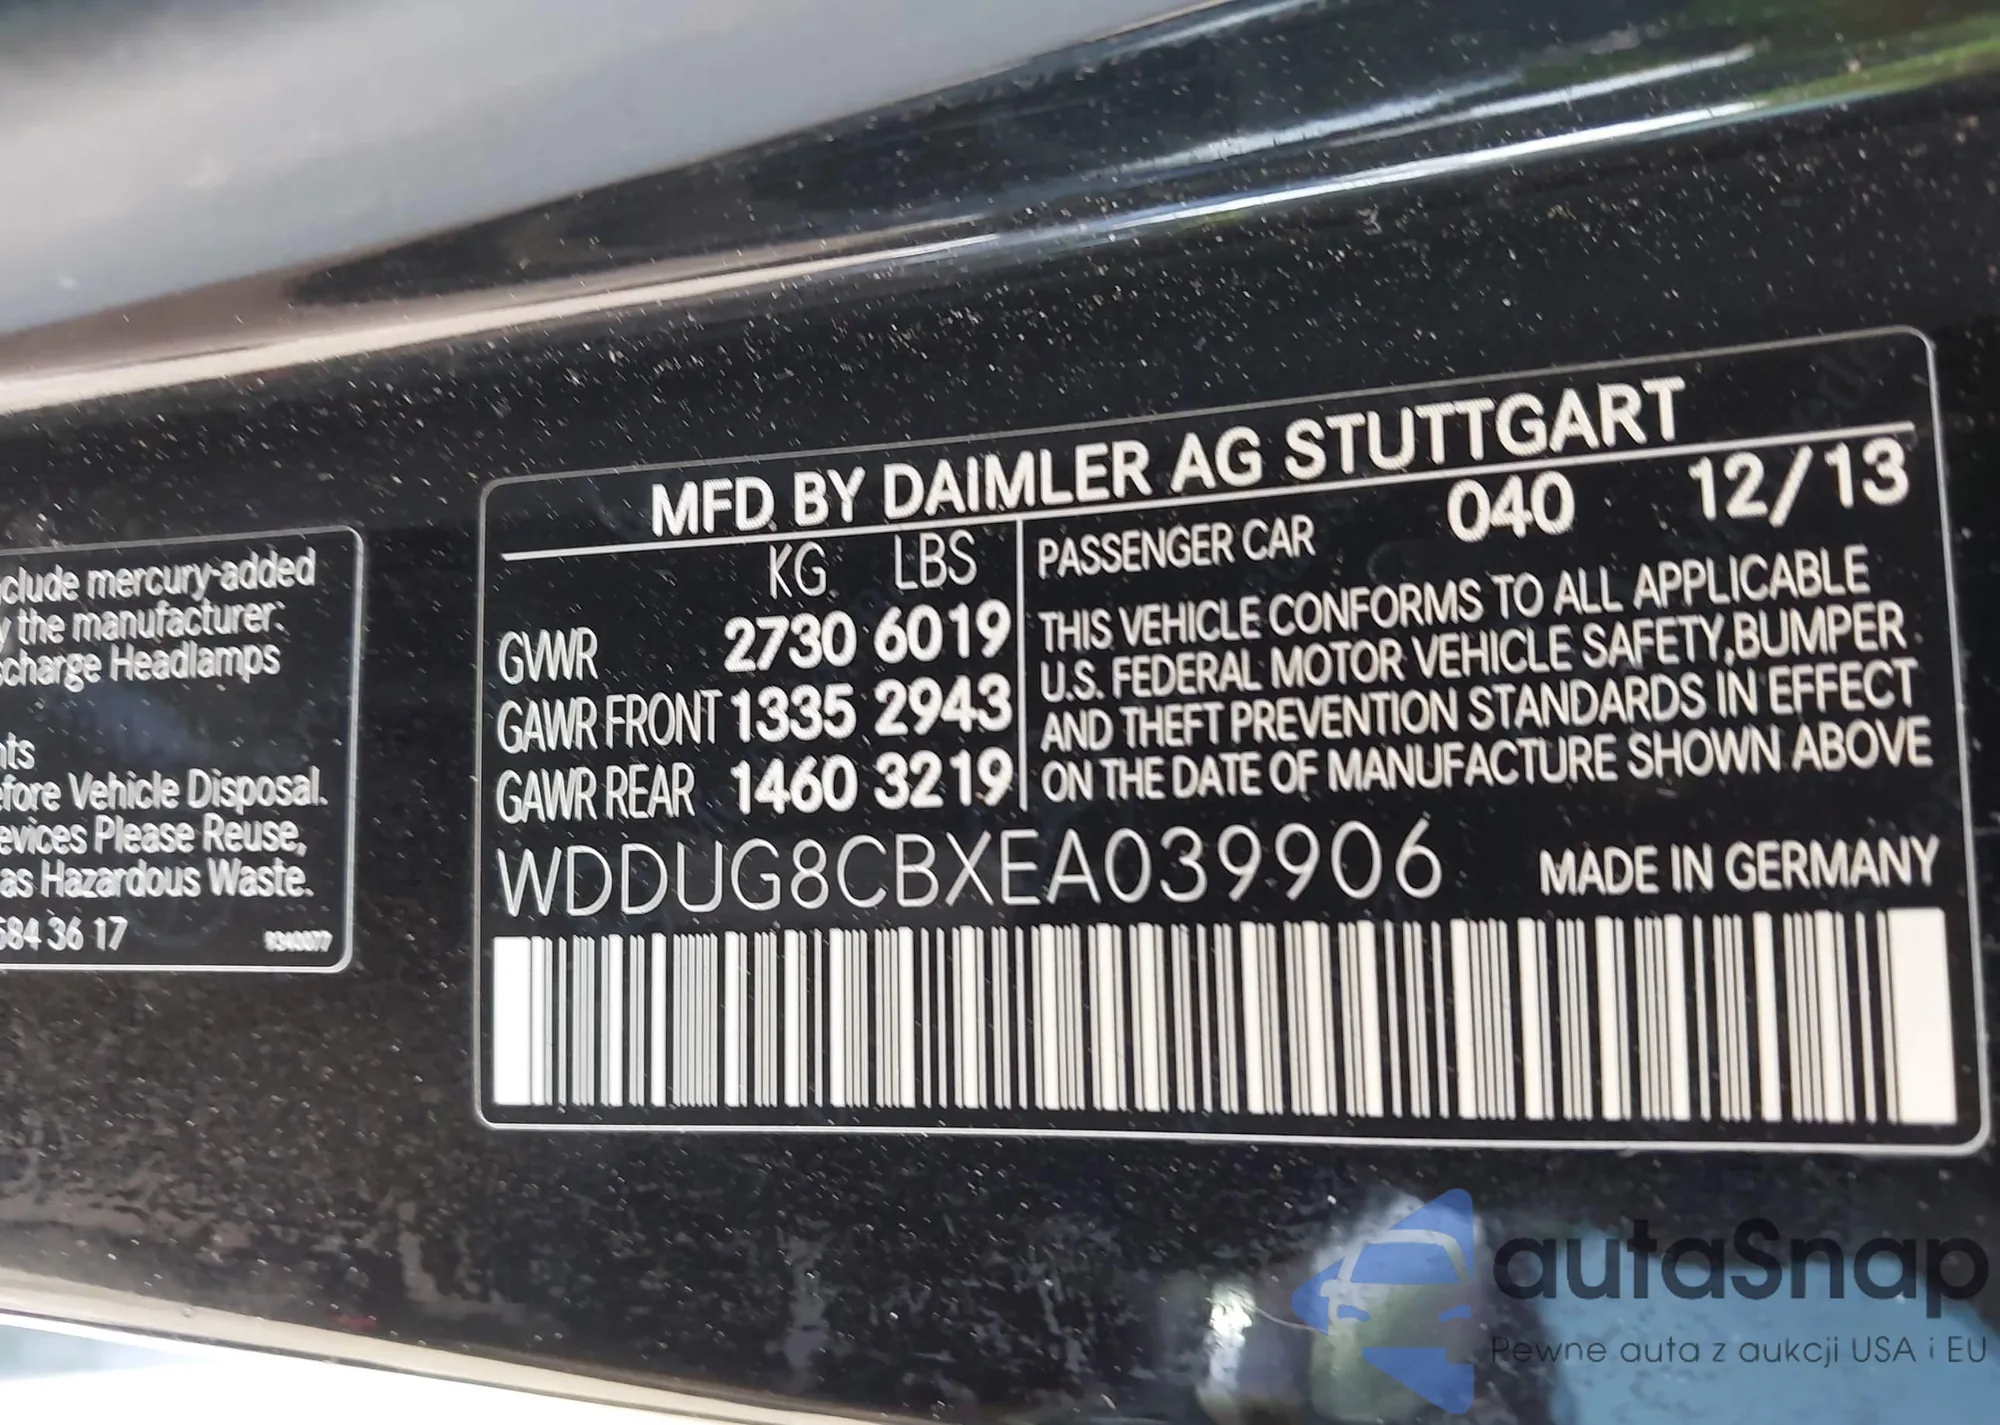 clude mercury-added
y the manufacturer:
scharge Headlamps
nts
efore Vehicle Disposal.
evices Please Reuse,
as Hazardous Waste.
584 36 17
MFD BY DAIMLER AG STUTTGART
KG LBS
GVWR 2730 6019
GAWR FRONT 1335 2943
GAWR REAR 1460 3219
PASSENGER CAR 040 12/13
THIS VEHICLE CONFORMS TO ALL APPLICABLE
U.S. FEDERAL MOTOR VEHICLE SAFETY,BUMPER
AND THEFT PREVENTION STANDARDS IN EFFECT
ON THE DATE OF MANUFACTURE SHOWN ABOVE
WDDUG8CBXEA039906 MADE IN GERMANY
autaSnap
Pewne auta z aukcji USA i EU